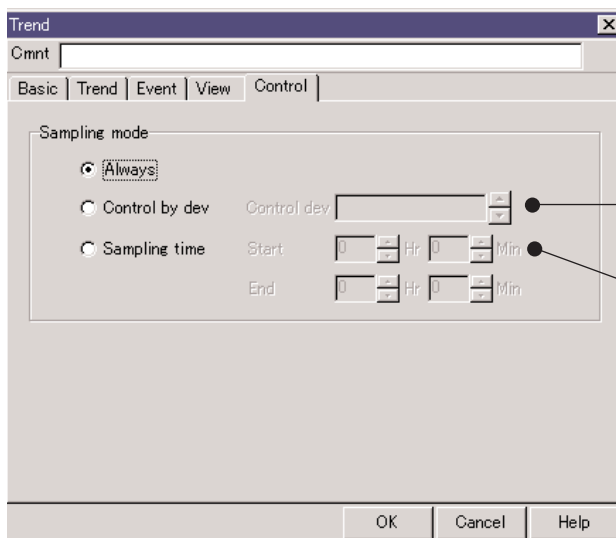 Trend
Cmnt
Basic Trend Event View Control
Sampling mode
Always
Control by dev Control dev
Sampling time Start 0 Hr 0 Min
End 0 Hr 0 Min
OK Cancel Help